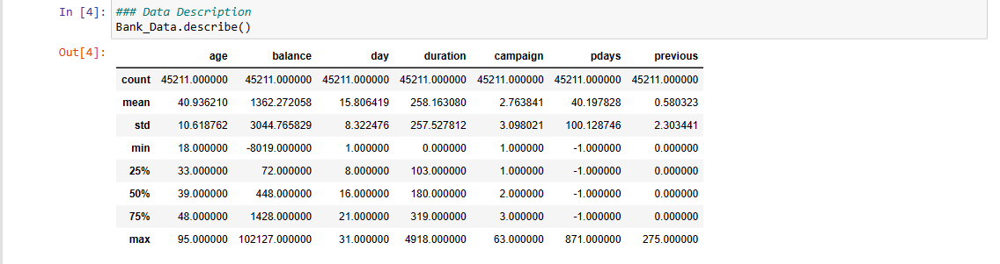 In [4]: ### Data Description
Bank_Data.describe()
Out[4]:
age balance day duration campaign pdays previous
count 45211.000000 45211.000000 45211.000000 45211.000000 45211.000000 45211.000000 45211.000000
mean 40.936210 1362.272058 15.806419 258.163080 2.763841 40.197828 0.580323
std 10.618762 3044.765829 8.322476 257.527812 3.098021 100.128746 2.303441
min 18.000000 -8019.000000 1.000000 0.000000 1.000000 -1.000000 0.000000
25% 33.000000 72.000000 8.000000 103.000000 1.000000 -1.000000 0.000000
50% 39.000000 448.000000 16.000000 180.000000 2.000000 -1.000000 0.000000
75% 48.000000 1428.000000 21.000000 319.000000 3.000000 -1.000000 0.000000
max 95.000000 102127.000000 31.000000 4918.000000 63.000000 871.000000 275.000000